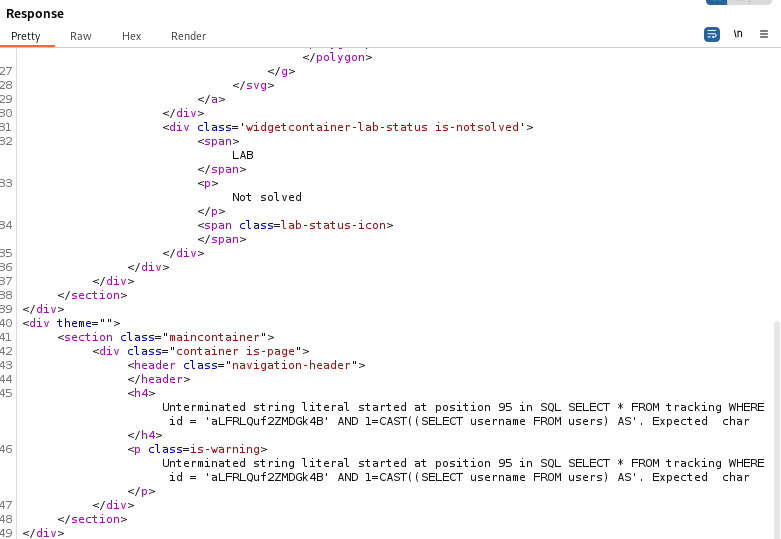 Response
Pretty Raw Hex Render
\n
</polygon>
27 </g>
28 </svg>
29 </a>
30 </div>
31 <div class='widgetcontainer-lab-status is-notsolved'>
32 <span>
LAB
</span>
33 <p>
Not solved
</p>
34 <span class=lab-status-icon>
</span>
35 </div>
36 </div>
37 </div>
38 </section>
39 </div>
40 <div theme="">
41 <section class="maincontainer">
42 <div class="container is-page">
43 <header class="navigation-header">
44 </header>
45 <h4>
Unterminated string literal started at position 95 in SQL SELECT * FROM tracking WHERE
id = 'aLFRLQuf2ZMDGk4B' AND 1=CAST((SELECT username FROM users) AS'. Expected  char
</h4>
46 <p class=is-warning>
Unterminated string literal started at position 95 in SQL SELECT * FROM tracking WHERE
id = 'aLFRLQuf2ZMDGk4B' AND 1=CAST((SELECT username FROM users) AS'. Expected  char
</p>
47 </div>
48 </section>
49 </div>